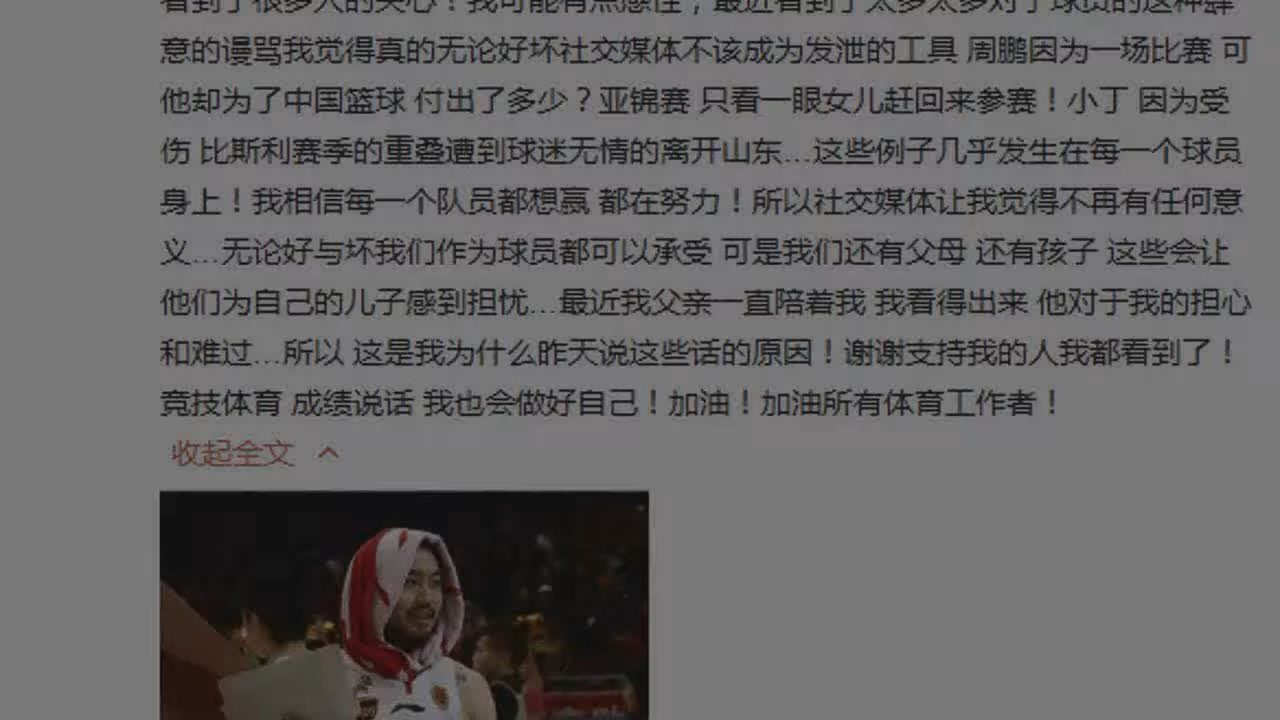 看到了很多人的关心！我可能有点感性，最近看到了太多太多对于球员的这种肆
意的谩骂我觉得真的无论好坏社交媒体不该成为发泄的工具 周鹏因为一场比赛 可
他却为了中国篮球 付出了多少？亚锦赛 只看一眼女儿赶回来参赛！小丁 因为受
伤 比斯利赛季的重叠遭到球迷无情的离开山东...这些例子几乎发生在每一个球员
身上！我相信每一个队员都想赢 都在努力！所以社交媒体让我觉得不再有任何意
义...无论好与坏我们作为球员都可以承受 可是我们还有父母 还有孩子 这些会让
他们为自己的儿子感到担忧...最近我父亲一直陪着我 我看得出来 他对于我的担心
和难过...所以 这是我为什么昨天说这些话的原因！谢谢支持我的人我都看到了！
竞技体育 成绩说话 我也会做好自己！加油！加油所有体育工作者！
收起全文